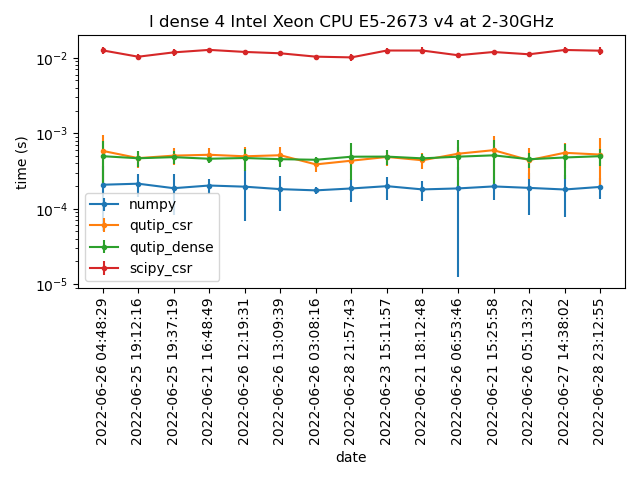 I dense 4 Intel Xeon CPU E5-2673 v4 at 2-30GHz
time (s)
10⁻²
10⁻³
10⁻⁴
10⁻⁵
numpy
qutip_csr
qutip_dense
scipy_csr
2022-06-26 04:48:29
2022-06-25 19:12:16
2022-06-25 19:37:19
2022-06-21 16:48:49
2022-06-26 12:19:31
2022-06-26 13:09:39
2022-06-26 03:08:16
2022-06-28 21:57:43
2022-06-23 15:11:57
2022-06-21 18:12:48
2022-06-26 06:53:46
2022-06-21 15:25:58
2022-06-26 05:13:32
2022-06-27 14:38:02
2022-06-28 23:12:55
date